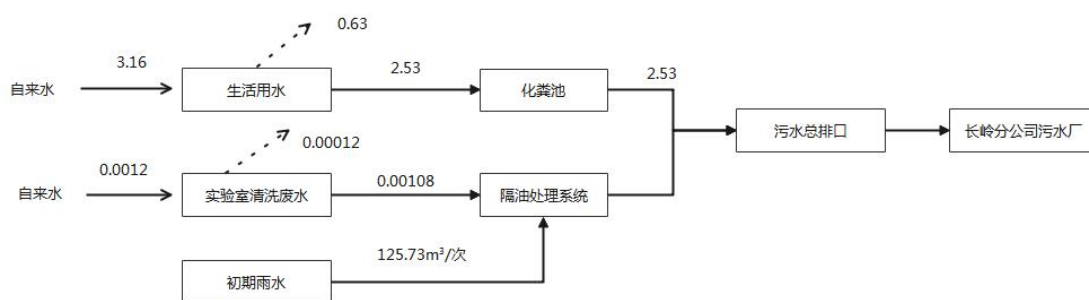 0.63
3.16
2.53
2.53
自来水
生活用水
化粪池
污水总排口
长岭分公司污水厂
0.00012
0.0012
0.00108
自来水
实验室清洗废水
隔油处理系统
125.73m³/次
初期雨水